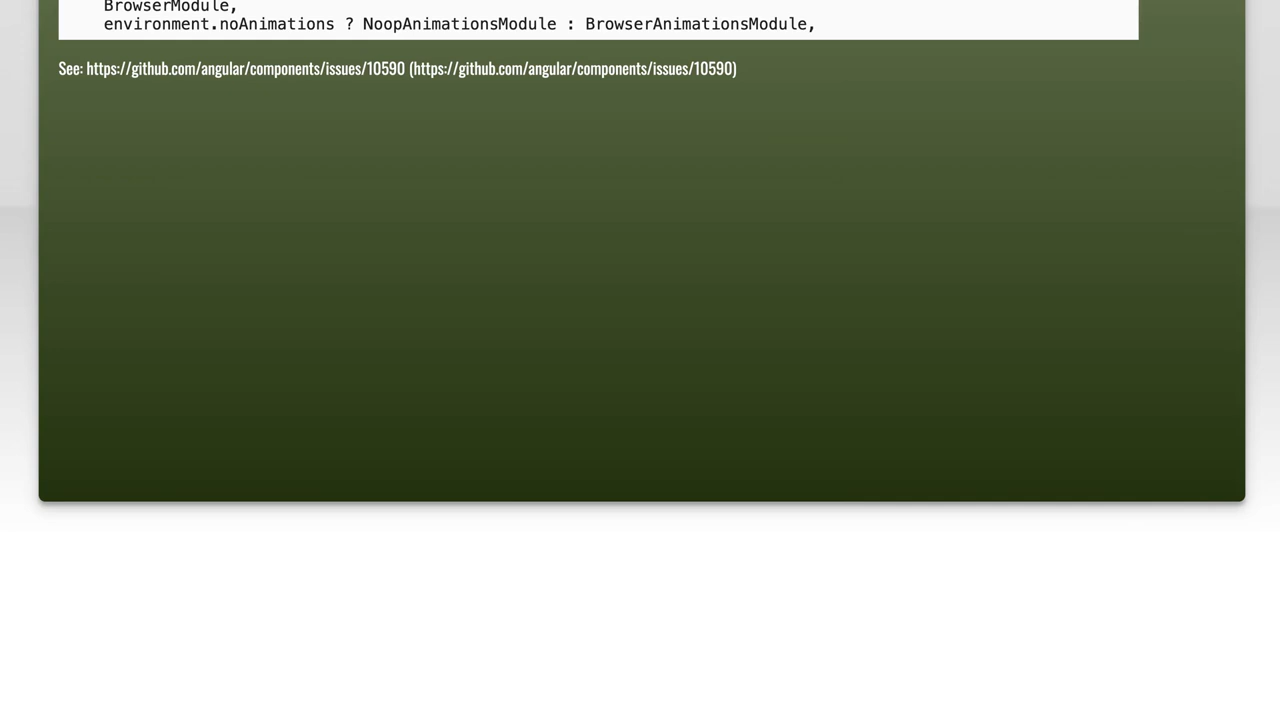 BrowserModule,
environment.noAnimations ? NoopAnimationsModule : BrowserAnimationsModule,
See: https://github.com/angular/components/issues/10590 (https://github.com/angular/components/issues/10590)